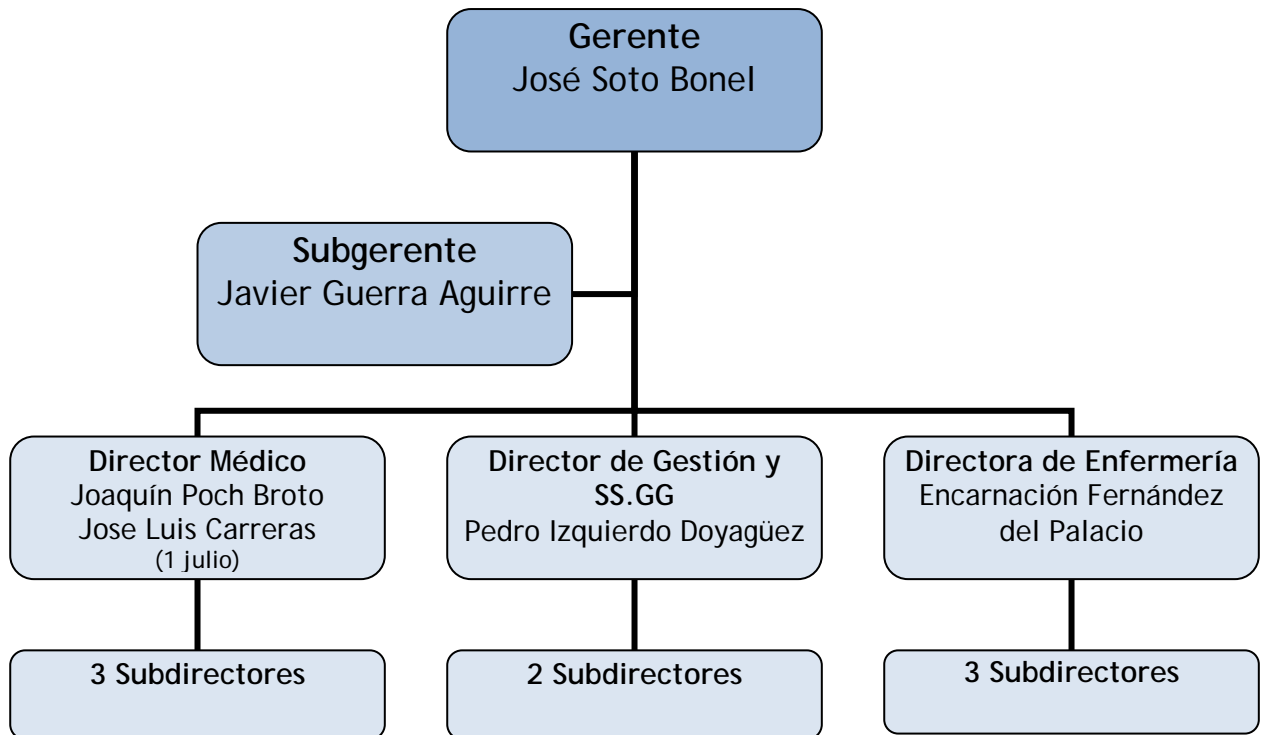 Gerente
José Soto Bonel
Subgerente
Javier Guerra Aguirre
Director Médico
Joaquín Poch Broto
Jose Luis Carreras
(1 julio)
Director de Gestión y
SS.GG
Pedro Izquierdo Doyagüez
Directora de Enfermería
Encarnación Fernández
del Palacio
3 Subdirectores
2 Subdirectores
3 Subdirectores